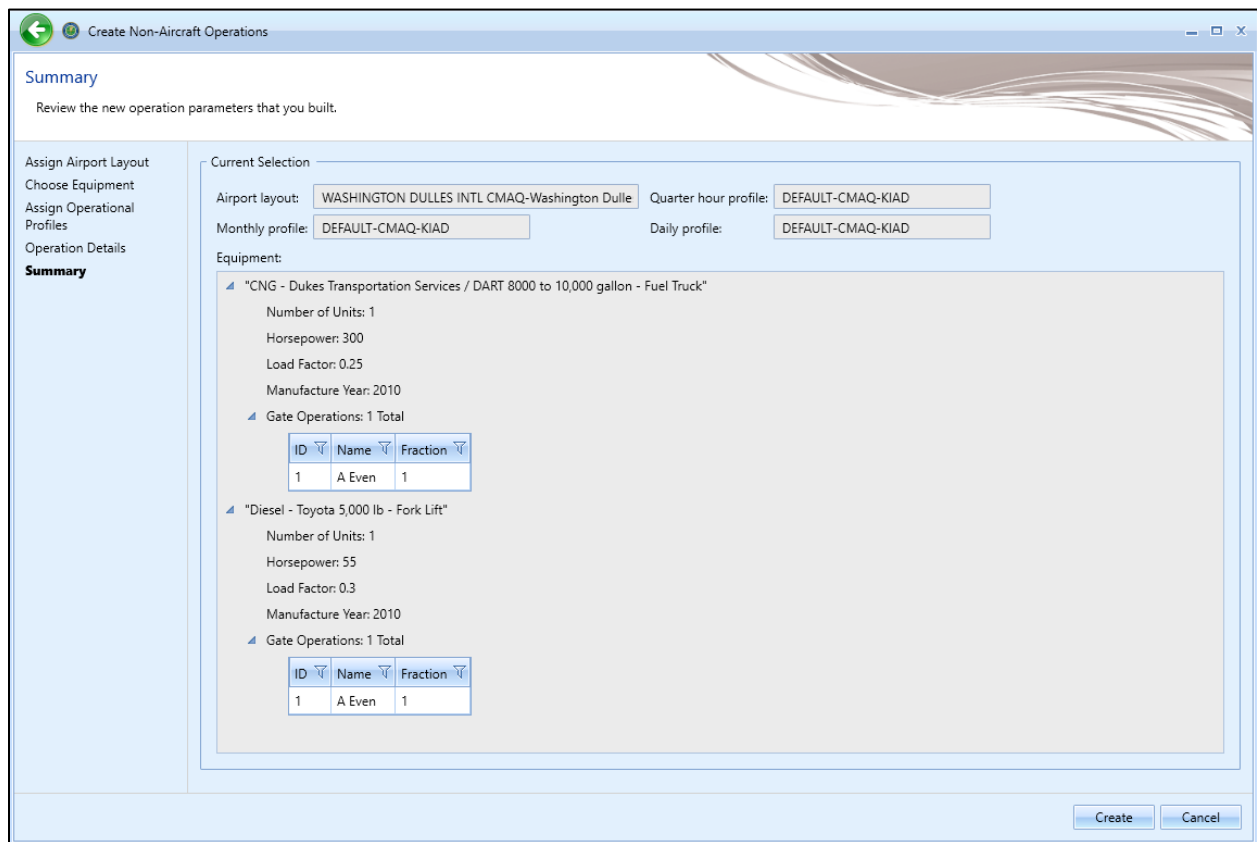 Create Non-Aircraft Operations
Summary
Review the new operation parameters that you built.
Assign Airport Layout
Choose Equipment
Assign Operational
Profiles
Operation Details
Summary
Current Selection
Airport layout: WASHINGTON DULLES INTL CMAQ-Washington Dulle Quarter hour profile: DEFAULT-CMAQ-KIAD
Monthly profile: DEFAULT-CMAQ-KIAD Daily profile: DEFAULT-CMAQ-KIAD
Equipment:
"CNG - Dukes Transportation Services / DART 8000 to 10,000 gallon - Fuel Truck"
Number of Units: 1
Horsepower: 300
Load Factor: 0.25
Manufacture Year: 2010
Gate Operations: 1 Total
ID Name Fraction
1 A Even 1
"Diesel - Toyota 5,000 lb - Fork Lift"
Number of Units: 1
Horsepower: 55
Load Factor: 0.3
Manufacture Year: 2010
Gate Operations: 1 Total
ID Name Fraction
1 A Even 1
Create Cancel